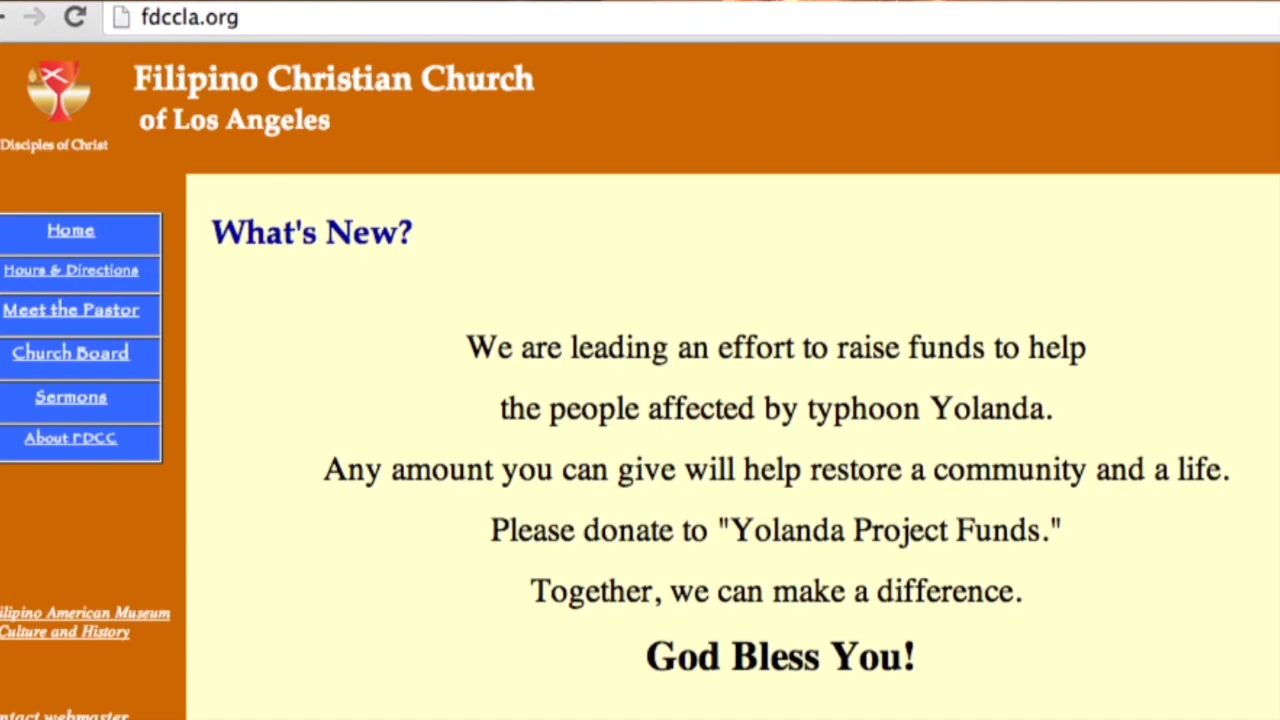 fdccla.org
Filipino Christian Church
of Los Angeles
Disciples of Christ
Home
Hours & Directions
Meet the Pastor
Church Board
Sermons
About FDCC
What's New?
We are leading an effort to raise funds to help
the people affected by typhoon Yolanda.
Any amount you can give will help restore a community and a life.
Please donate to "Yolanda Project Funds."
Together, we can make a difference.
God Bless You!
ilipino American Museum
Culture and History
ntact webmaster